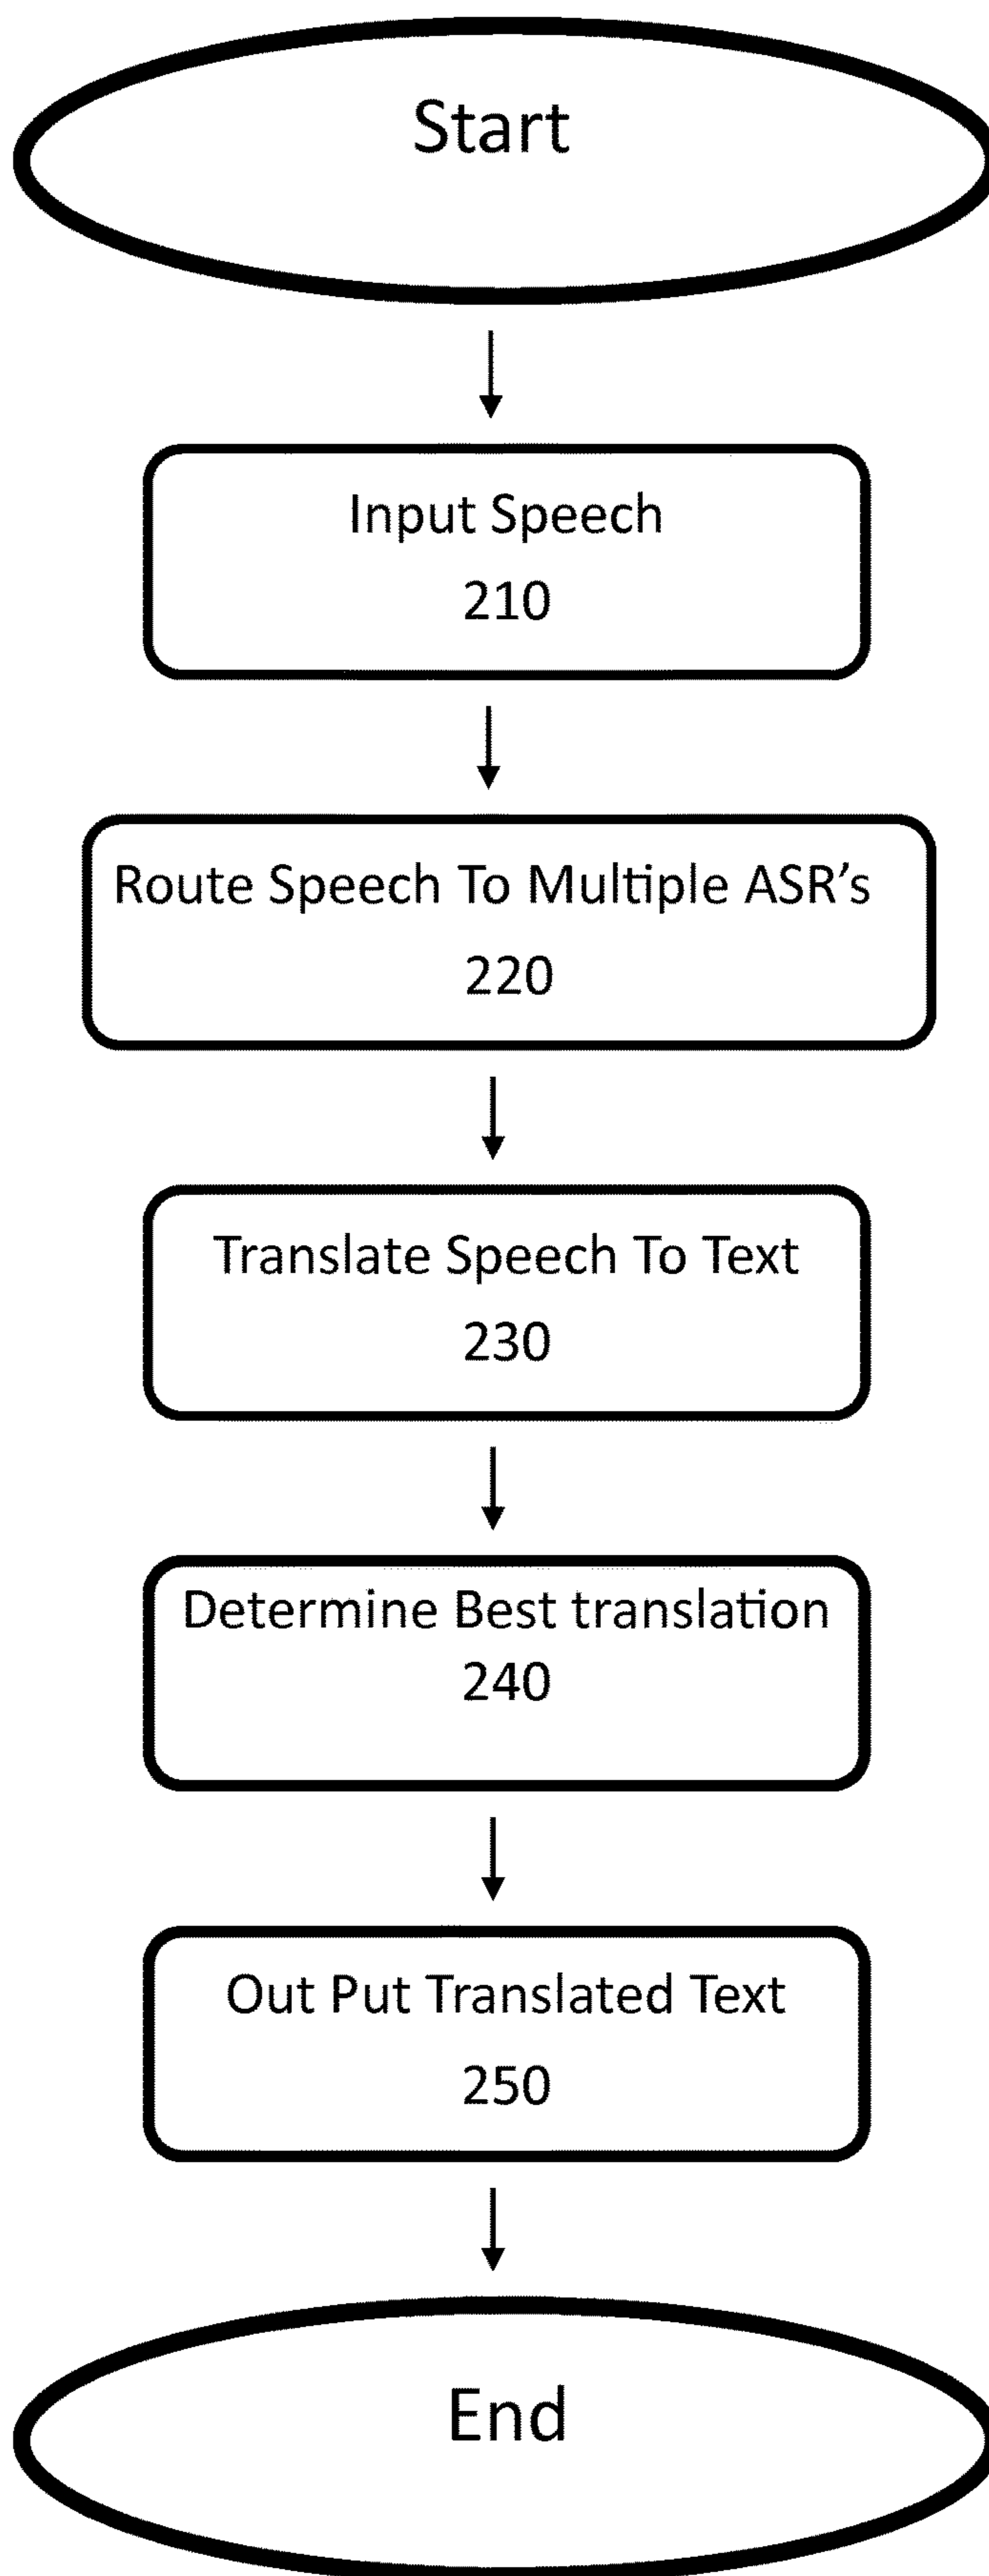 Start
Input Speech
210
Route Speech To Multiple ASR’s
220
Translate Speech To Text
230
Determine Best translation
240
Out Put Translated Text
250
End